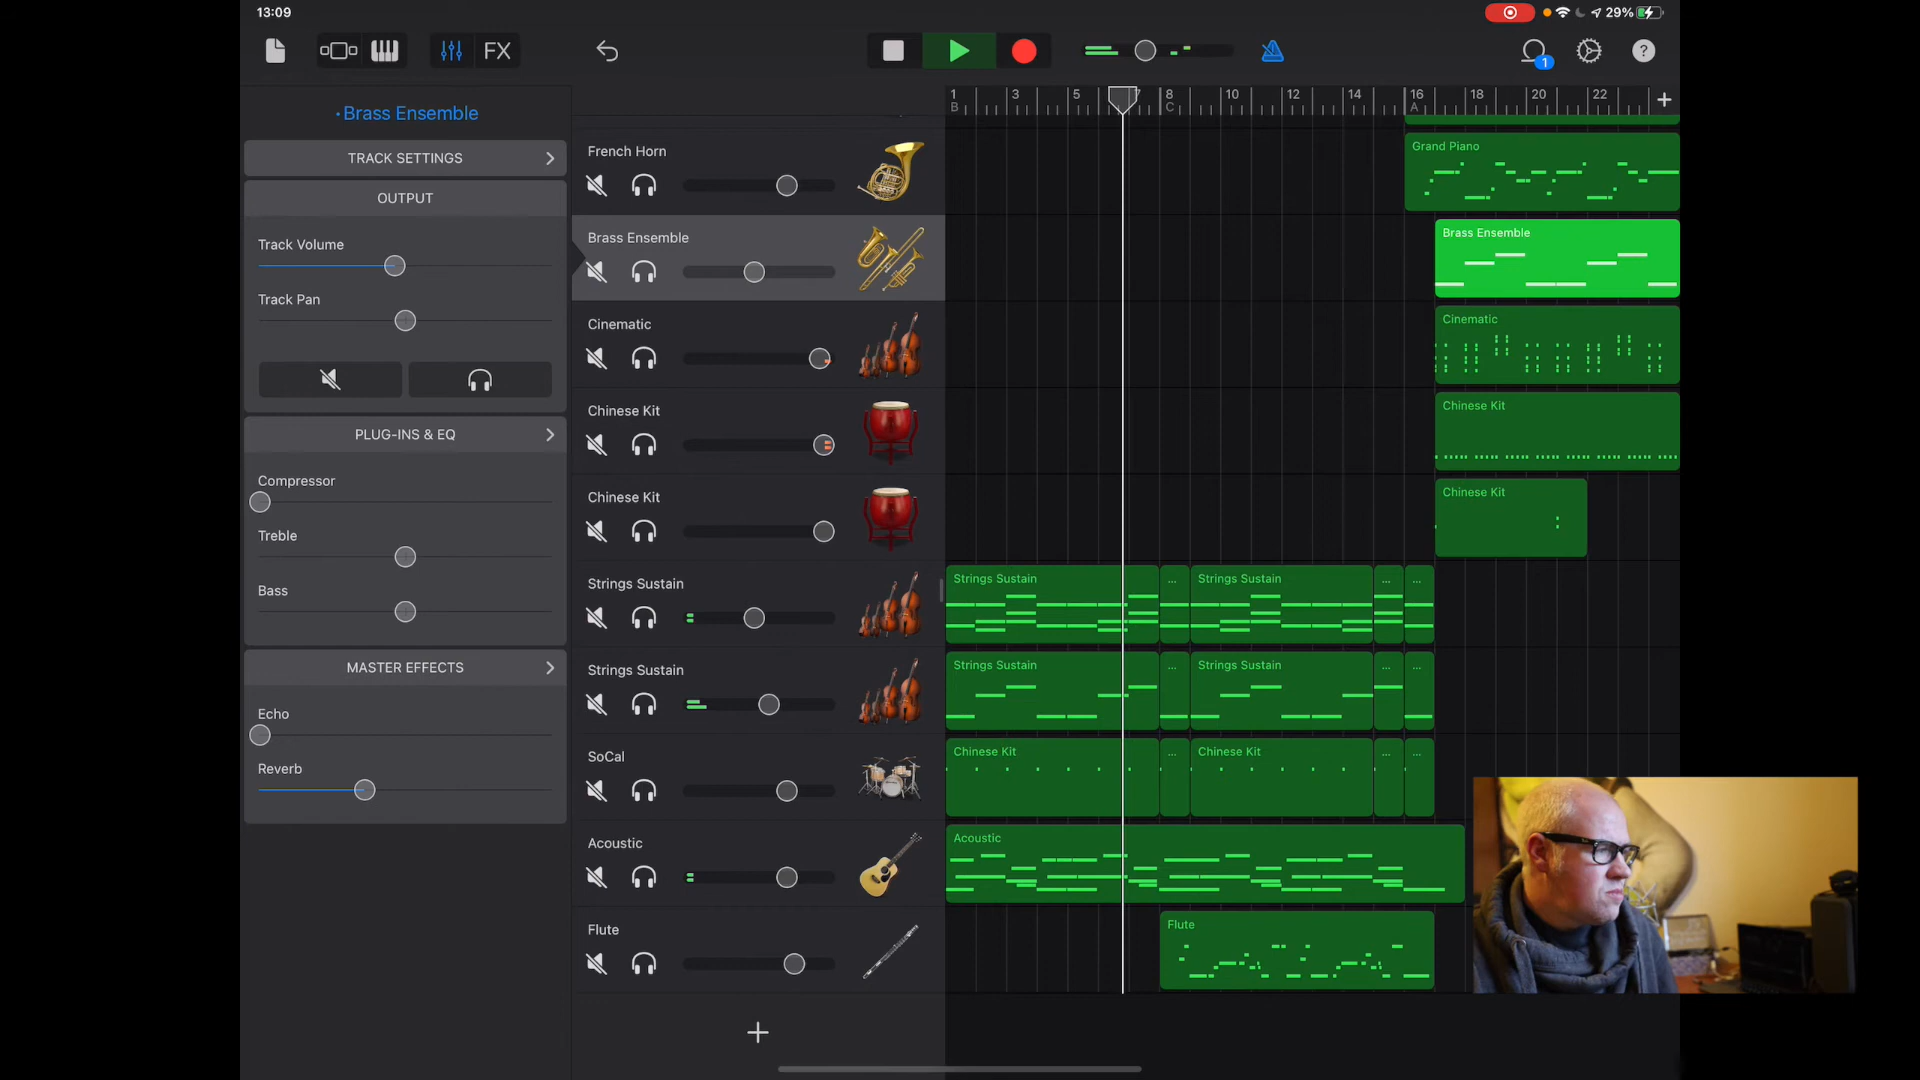 13:09
29%
FX
1
?
Brass Ensemble
TRACK SETTINGS
OUTPUT
Track Volume
Track Pan
PLUG-INS & EQ
Compressor
Treble
Bass
MASTER EFFECTS
Echo
Reverb
French Horn
Brass Ensemble
Cinematic
Chinese Kit
Chinese Kit
Strings Sustain
Strings Sustain
SoCal
Acoustic
Flute
1 3 5 7 8 10 12 14 16 18 20 22
B C A
Grand Piano
Brass Ensemble
Cinematic
Chinese Kit
Chinese Kit
Strings Sustain ... Strings Sustain ... ...
Strings Sustain ... Strings Sustain ... ...
Chinese Kit ... Chinese Kit ... ...
Acoustic
Flute